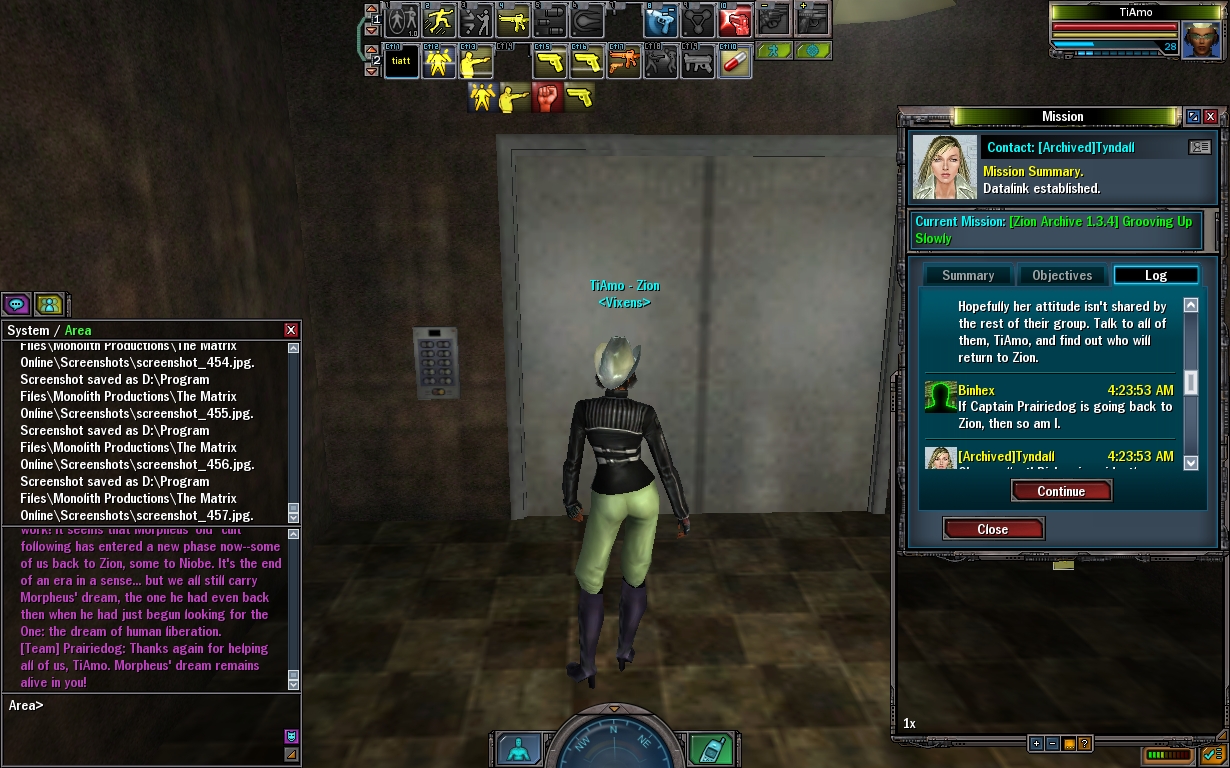 TiAmo
28
tiatt
Mission
Contact: [Archived]Tyndall
Mission Summary.
Datalink established.
Current Mission: [Zion Archive 1.3.4] Grooving Up
Slowly
Summary
Objectives
Log
Hopefully her attitude isn't shared by
the rest of their group. Talk to all of
them, TiAmo, and find out who will
return to Zion.
Binhex 4:23:53 AM
If Captain Prairiedog is going back to
Zion, then so am I.
[Archived]Tyndall 4:23:53 AM
Continue
Close
1x
TiAmo - Zion
<Vixens>
System / Area
Files\Monolith Productions\The Matrix
Online\Screenshots\screenshot_454.jpg.
Screenshot saved as D:\Program
Files\Monolith Productions\The Matrix
Online\Screenshots\screenshot_455.jpg.
Screenshot saved as D:\Program
Files\Monolith Productions\The Matrix
Online\Screenshots\screenshot_456.jpg.
Screenshot saved as D:\Program
Files\Monolith Productions\The Matrix
Online\Screenshots\screenshot_457.jpg.
work! It seems that Morpheus' "old" cult
following has entered a new phase now--some
of us back to Zion, some to Niobe--it's the end
of an era in a sense... but we all still carry
Morpheus' dream, the one he had even back
then when he had just begun looking for the
One: the dream of human liberation.
[Team] Prairiedog: Thanks again for helping
all of us, TiAmo. Morpheus' dream remains
alive in you!
Area>
NW N NE